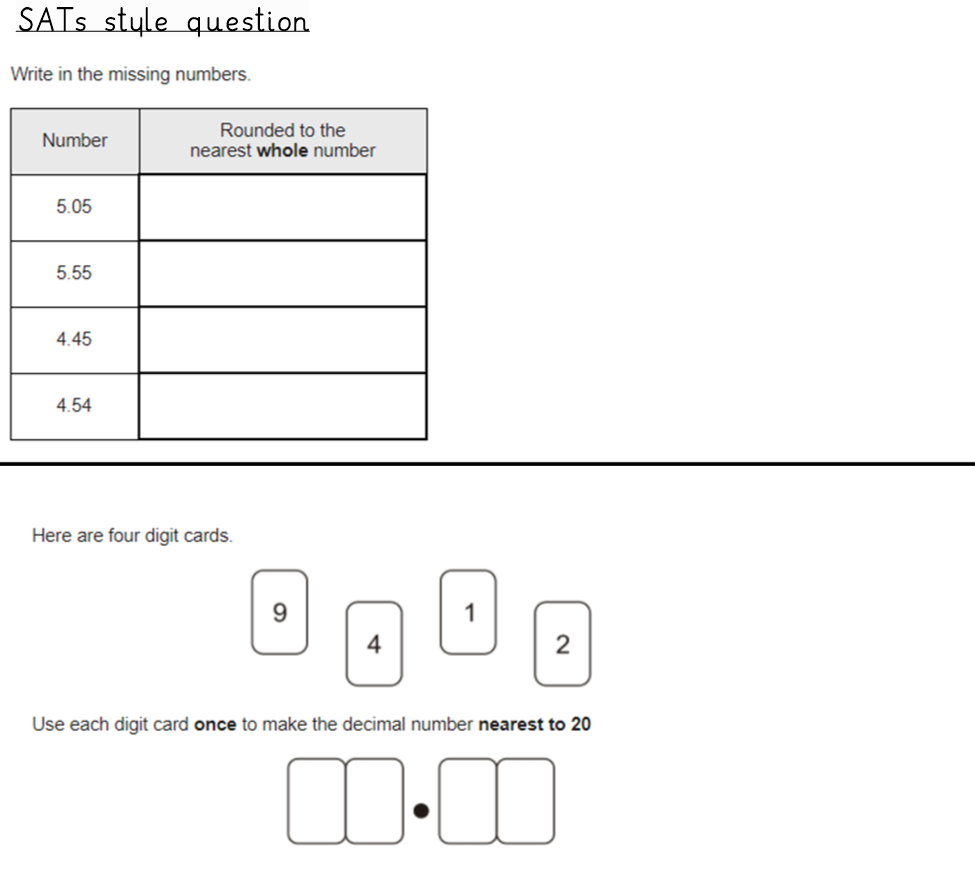 SATs style question
Write in the missing numbers.
Number
Rounded to the
nearest whole number
5.05
5.55
4.45
4.54
Here are four digit cards.
9
4
1
2
Use each digit card once to make the decimal number nearest to 20